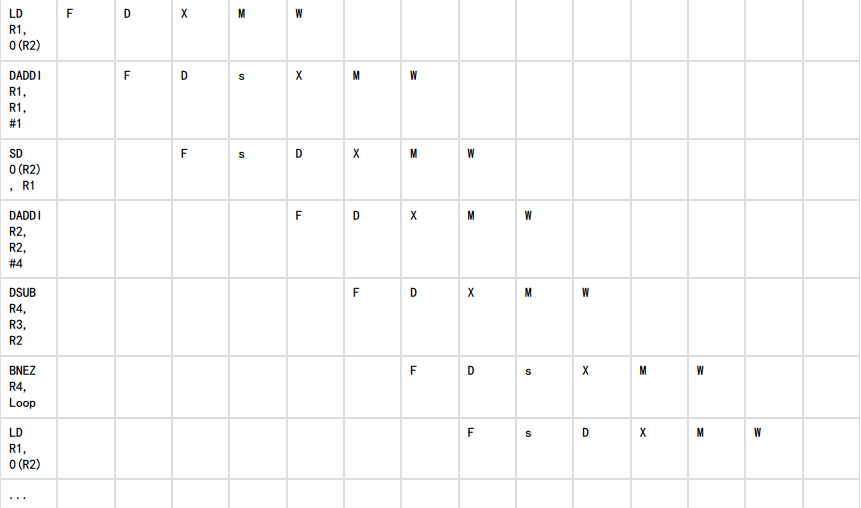 LD F D X M W
R1,
0(R2)
DADDI F D s X M W
R1,
R1,
#1
SD F s D X M W
0(R2)
, R1
DADDI F D X M W
R2,
R2,
#4
DSUB F D X M W
R4,
R3,
R2
BNEZ F D s X M W
R4,
Loop
LD F s D X M W
R1,
0(R2)
...